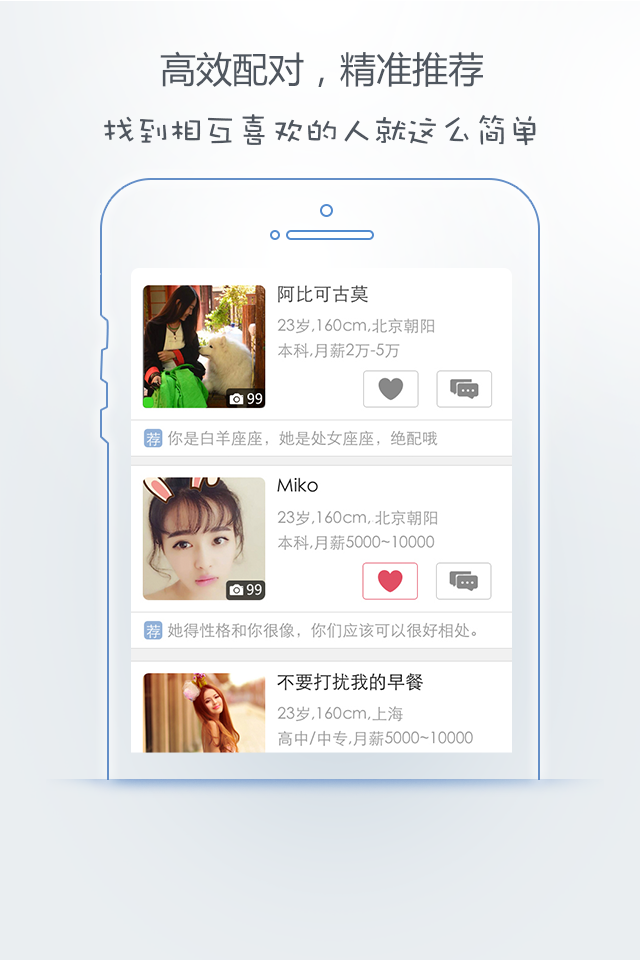 高效配对，精准推荐
找到相互喜欢的人就这么简单
阿比可古莫
23岁,160cm,北京朝阳
本科,月薪2万-5万
99
荐 你是白羊座座，她是处女座座，绝配哦
Miko
23岁,160cm, 北京朝阳
本科,月薪5000~10000
99
荐 她得性格和你很像，你们应该可以很好相处。
不要打扰我的早餐
23岁,160cm,上海
高中/中专,月薪5000~10000